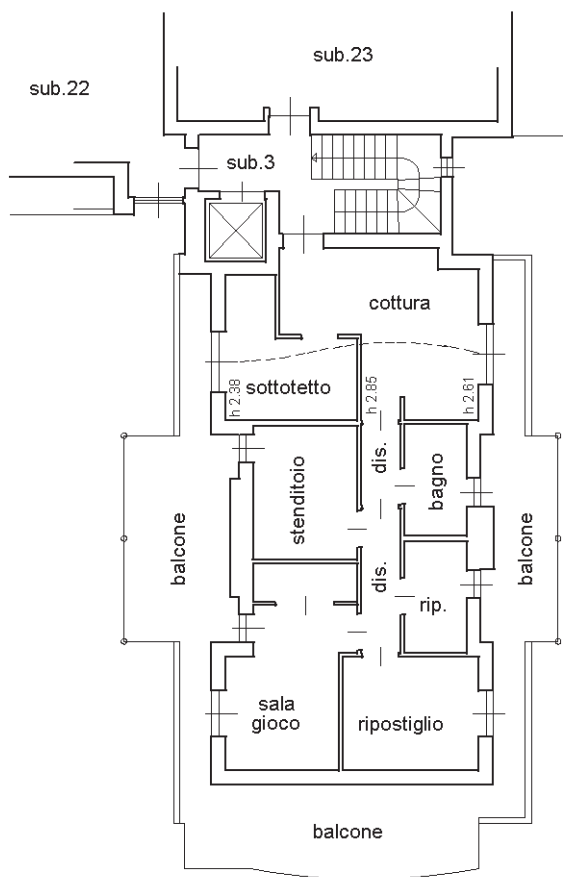 sub.23
sub.22
sub.3
cottura
sottotetto
h 2.38
h 2.85
h 2.61
dis.
bagno
stenditoio
balcone
balcone
dis.
rip.
sala
gioco
ripostiglio
balcone